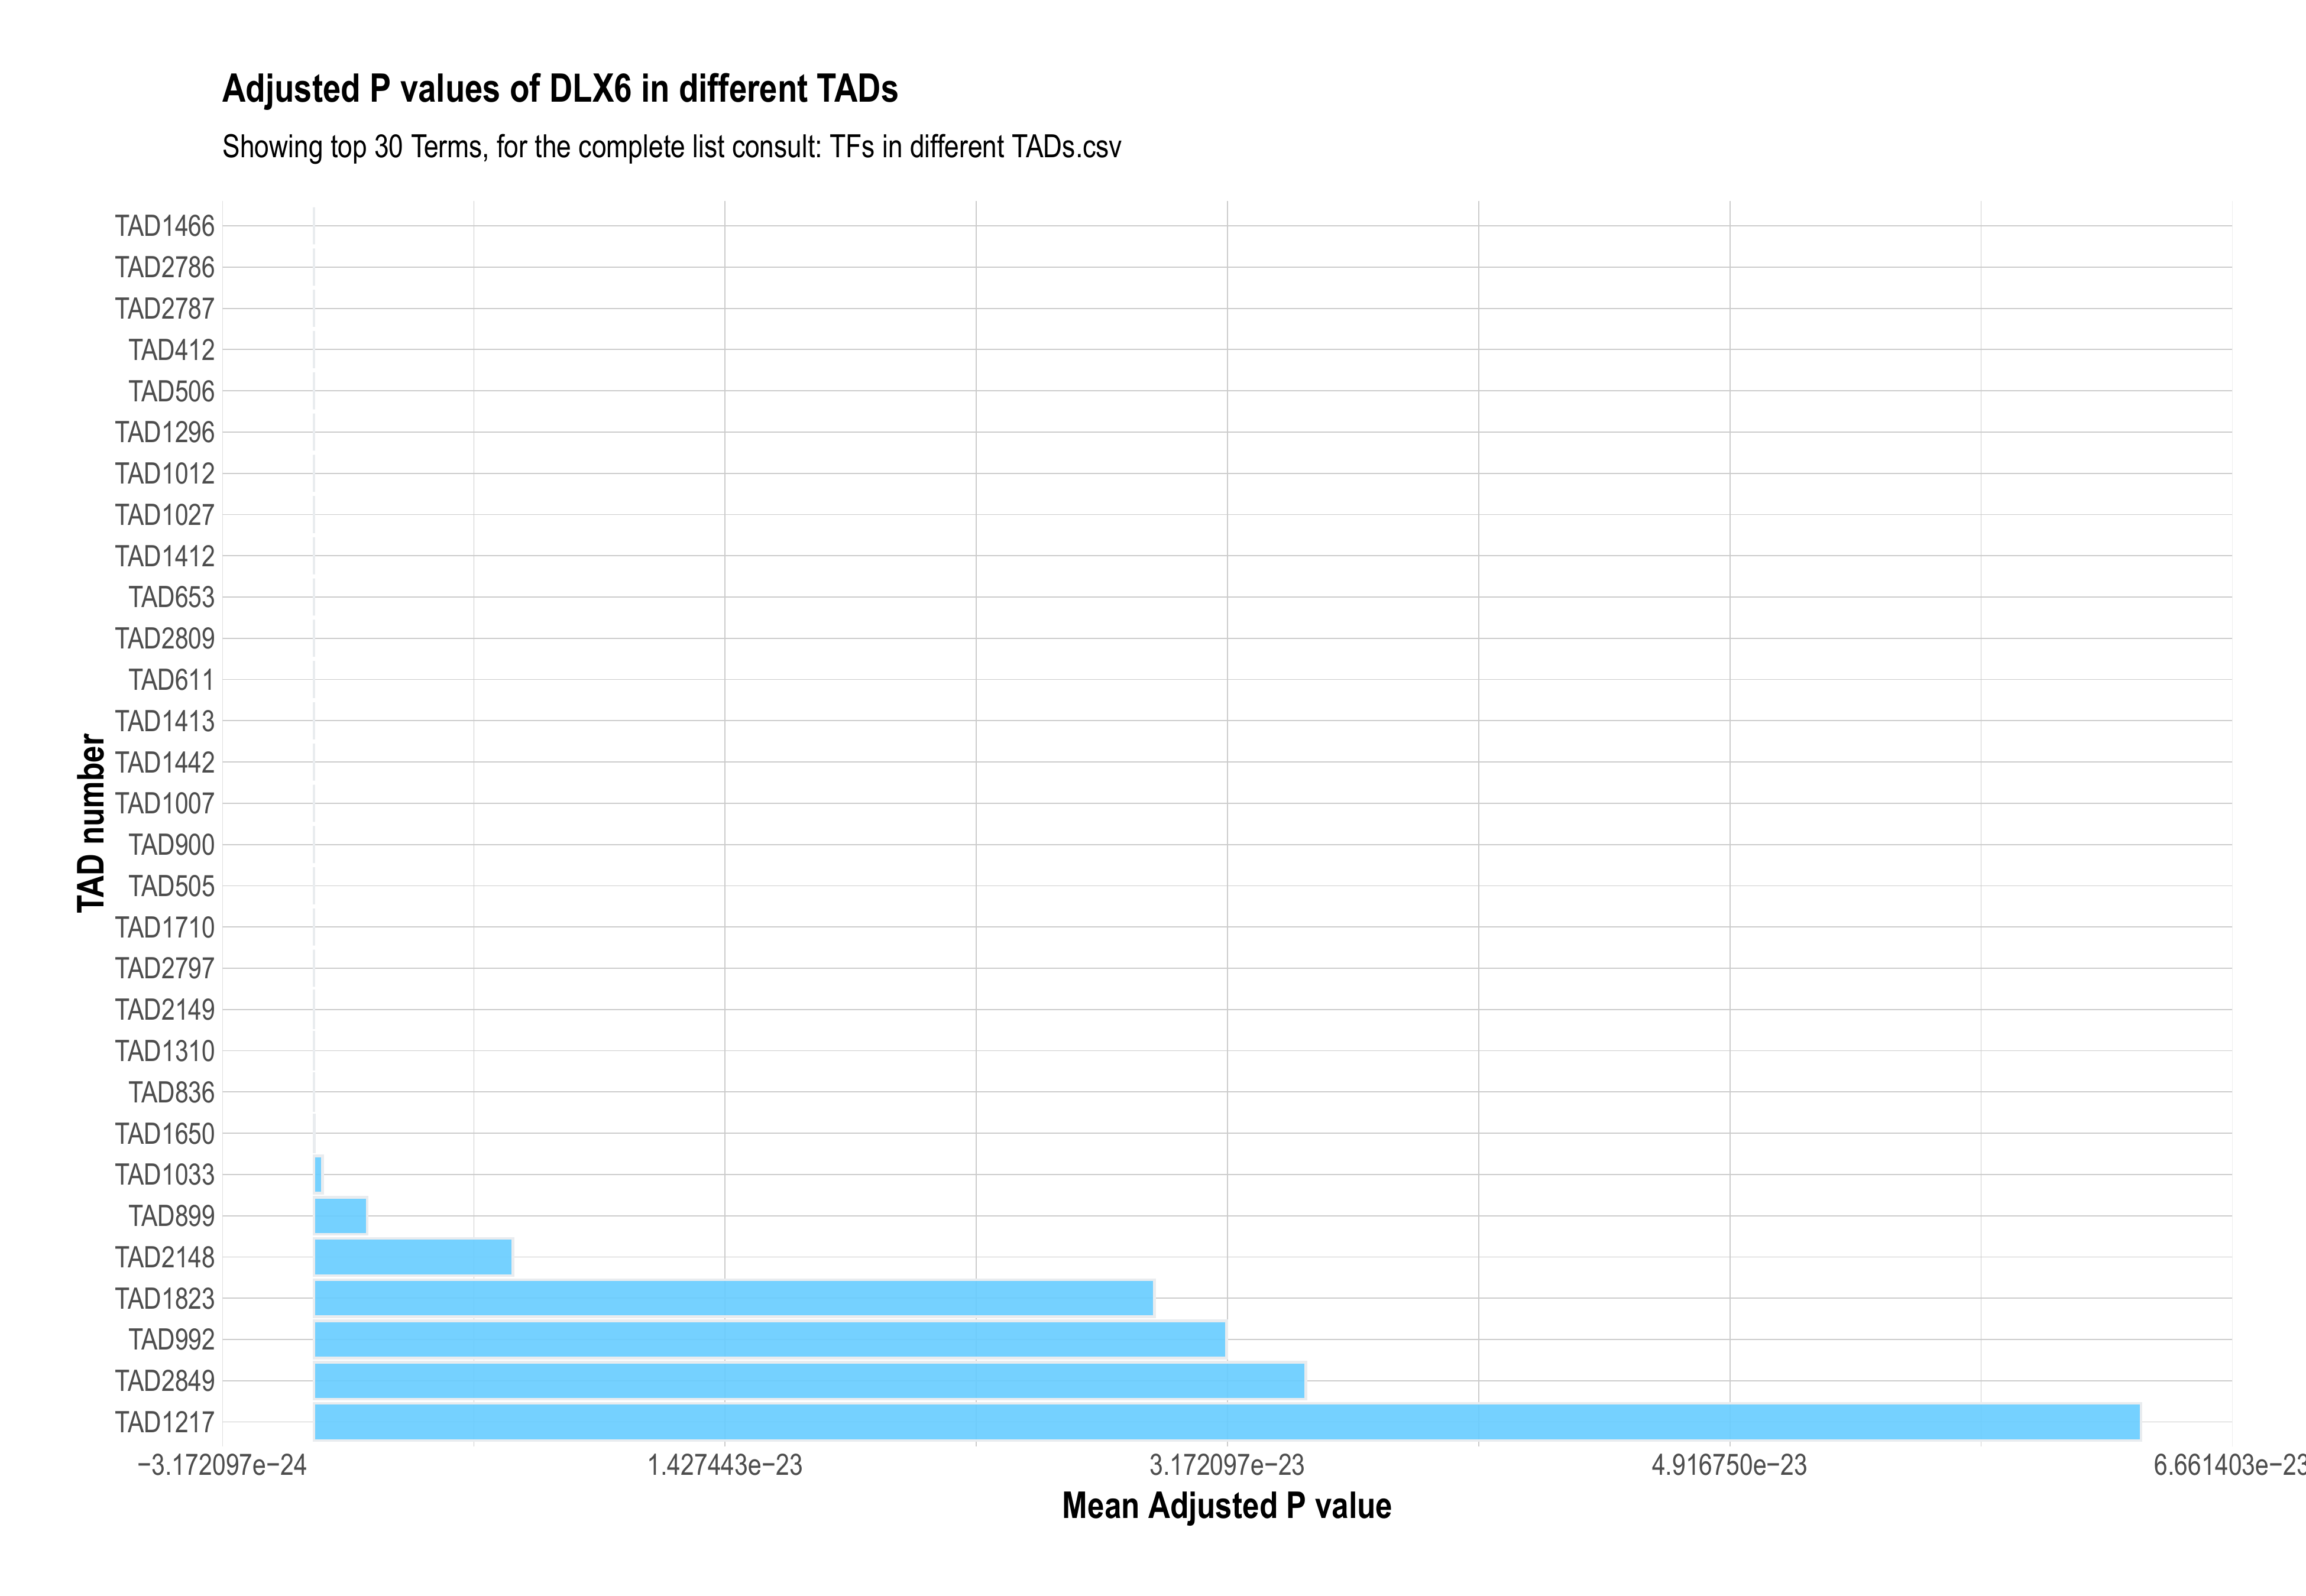 Adjusted P values of DLX6 in different TADs
Showing top 30 Terms, for the complete list consult: TFs in different TADs.csv
TAD number
TAD1466
TAD2786
TAD2787
TAD412
TAD506
TAD1296
TAD1012
TAD1027
TAD1412
TAD653
TAD2809
TAD611
TAD1413
TAD1442
TAD1007
TAD900
TAD505
TAD1710
TAD2797
TAD2149
TAD1310
TAD836
TAD1650
TAD1033
TAD899
TAD2148
TAD1823
TAD992
TAD2849
TAD1217
−3.172097e−24 1.427443e−23 3.172097e−23 4.916750e−23 6.661403e−23
Mean Adjusted P value